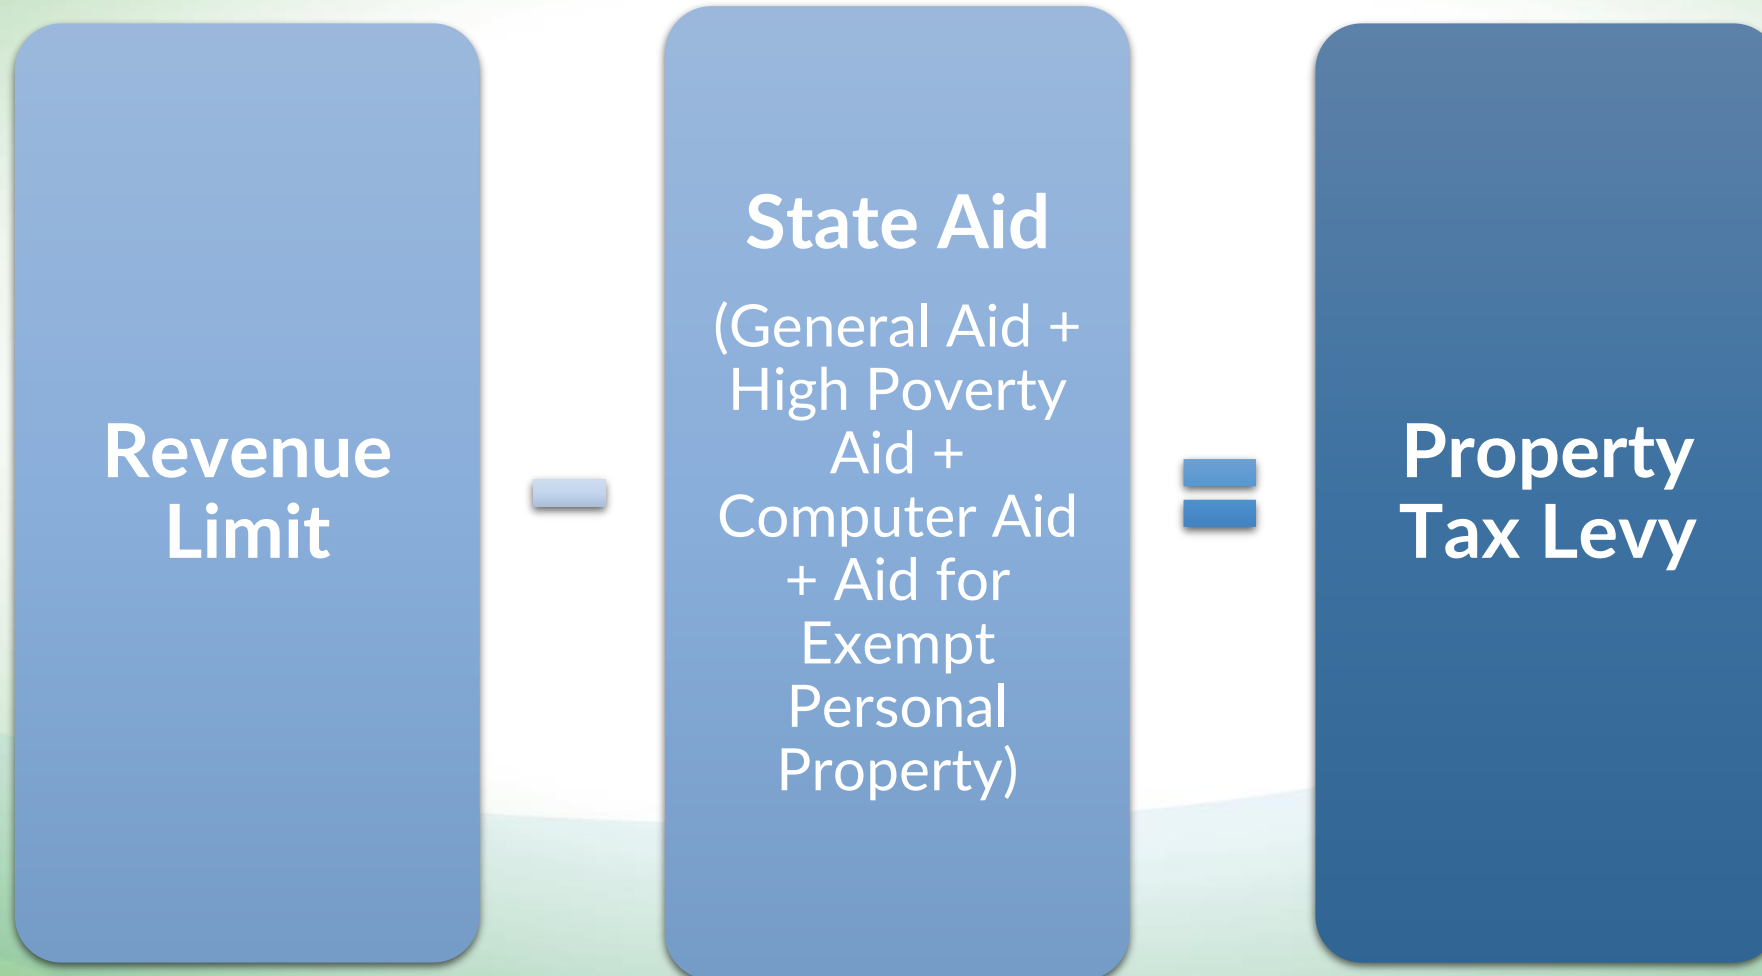 Revenue
Limit
State Aid
(General Aid +
High Poverty
Aid +
Computer Aid
+ Aid for
Exempt
Personal
Property)
Property
Tax Levy